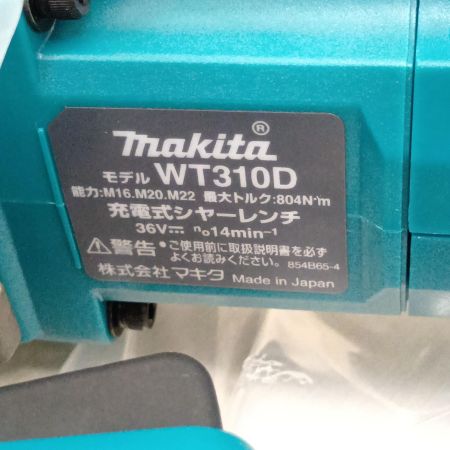 makita®
モデル WT310D
能力:M16.M20.M22 最大トルク:804N·m
充電式シヤーレンチ
36V⎓ n₀14min⁻¹
⚠警告 • ご使用前に取扱説明書を必ず
よくお読みください。 854B65-4
株式会社マキタ Made in Japan